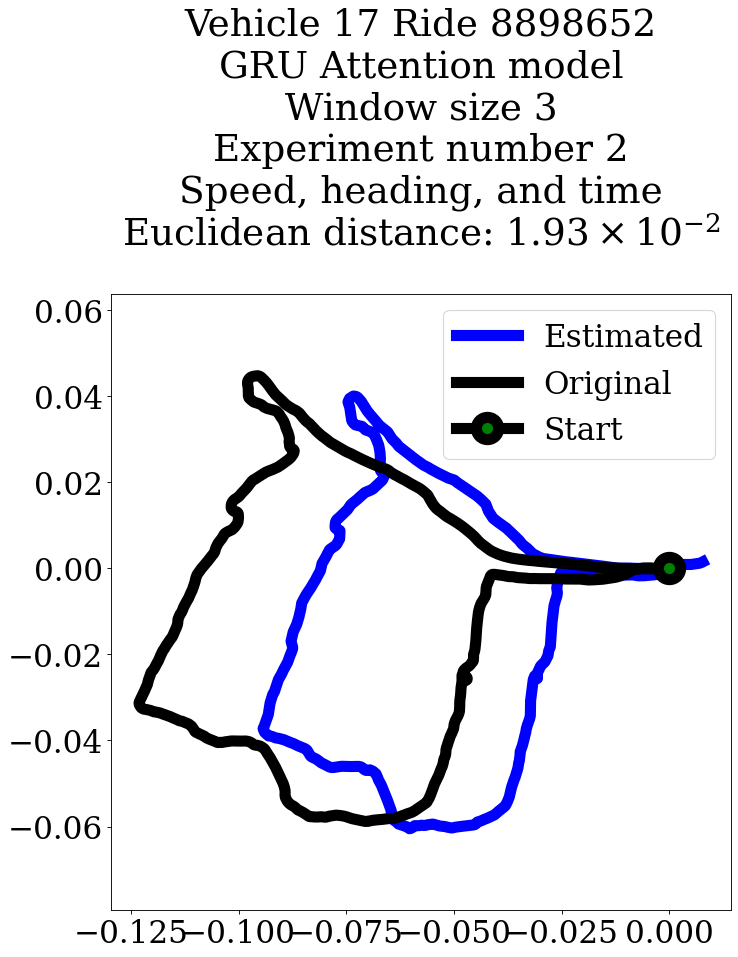 Vehicle 17 Ride 8898652
GRU Attention model
Window size 3
Experiment number 2
Speed, heading, and time
Euclidean distance: 1.93 × 10⁻²
0.06
0.04
0.02
0.00
−0.02
−0.04
−0.06
Estimated
Original
Start
−0.125 −0.100 −0.075 −0.050 −0.025 0.000